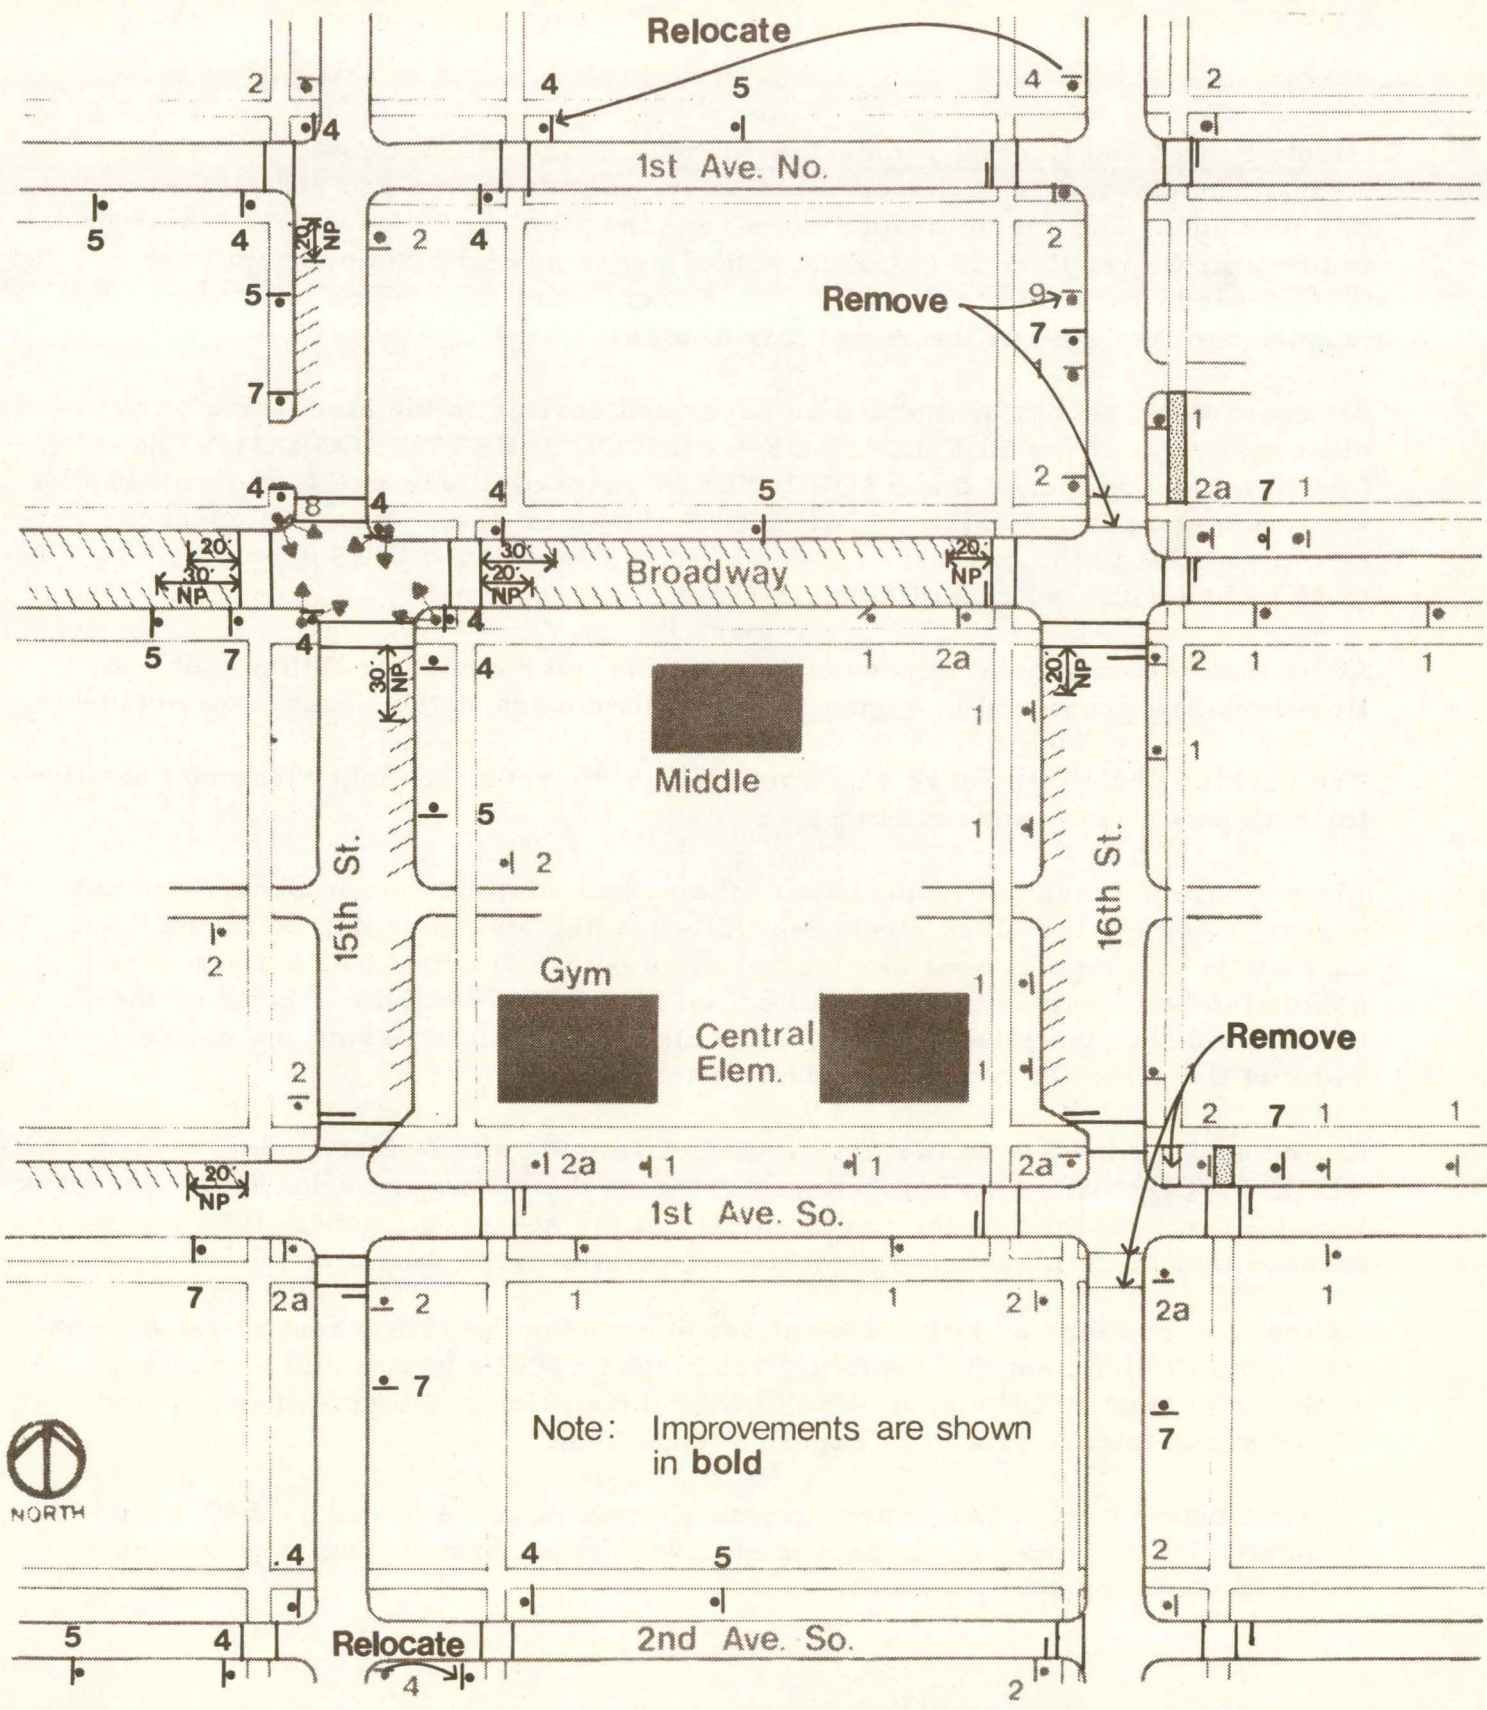 Relocate
2 4 5 4 2
4
1st Ave. No.
5 4 20' NP 2 4 2
5 Remove 9
7
7 1
1
4 8 4 4 5 2 2a 7 1
20' 30' 20'
30' NP 20' NP Broadway NP
5 7 4 4 1 2a 2 1 1
30' NP 4 20' NP
1
Middle 1
5 1
2
15th St. 16th St.
2
Gym 1
Central
Elem. 1 1
Remove
2 2 7 1 1
20' NP 2a 1 1 2a
1st Ave. So.
7 2a 2 1 1 2 2a 1
7
Note: Improvements are shown
in bold
7
NORTH
4 4 5 2
5 4 Relocate 2nd Ave. So.
4 2